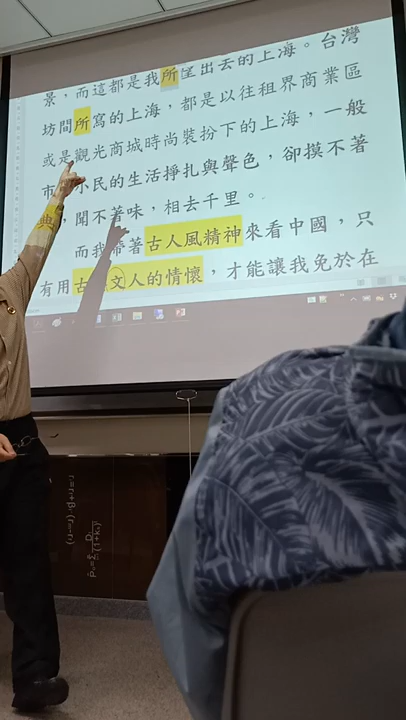 景，而這都是我所望出去的上海。台灣
坊間所寫的上海，都是以往租界商業區
或是觀光商城時尚裝扮下的上海，一般
市小民的生活掙扎與聲色，卻摸不著
典，聞不著味，相去千里。
而我帶著古人風精神來看中國，只
有用古文人的情懷，才能讓我免於在